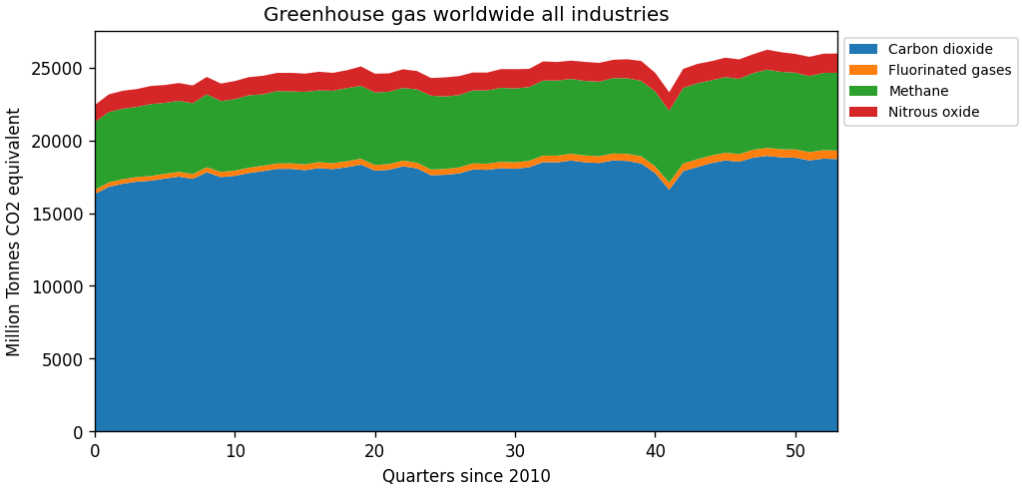 Greenhouse gas worldwide all industries
Million Tonnes CO2 equivalent
25000
20000
15000
10000
5000
0
0 10 20 30 40 50
Quarters since 2010
Carbon dioxide
Fluorinated gases
Methane
Nitrous oxide